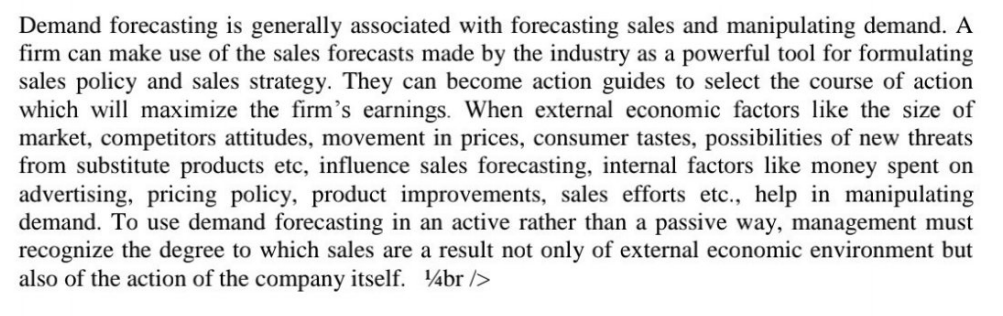 Demand forecasting is generally associated with forecasting sales and manipulating demand. A
firm can make use of the sales forecasts made by the industry as a powerful tool for formulating
sales policy and sales strategy. They can become action guides to select the course of action
which will maximize the firm’s earnings. When external economic factors like the size of
market, competitors attitudes, movement in prices, consumer tastes, possibilities of new threats
from substitute products etc, influence sales forecasting, internal factors like money spent on
advertising, pricing policy, product improvements, sales efforts etc., help in manipulating
demand. To use demand forecasting in an active rather than a passive way, management must
recognize the degree to which sales are a result not only of external economic environment but
also of the action of the company itself. ¼br />